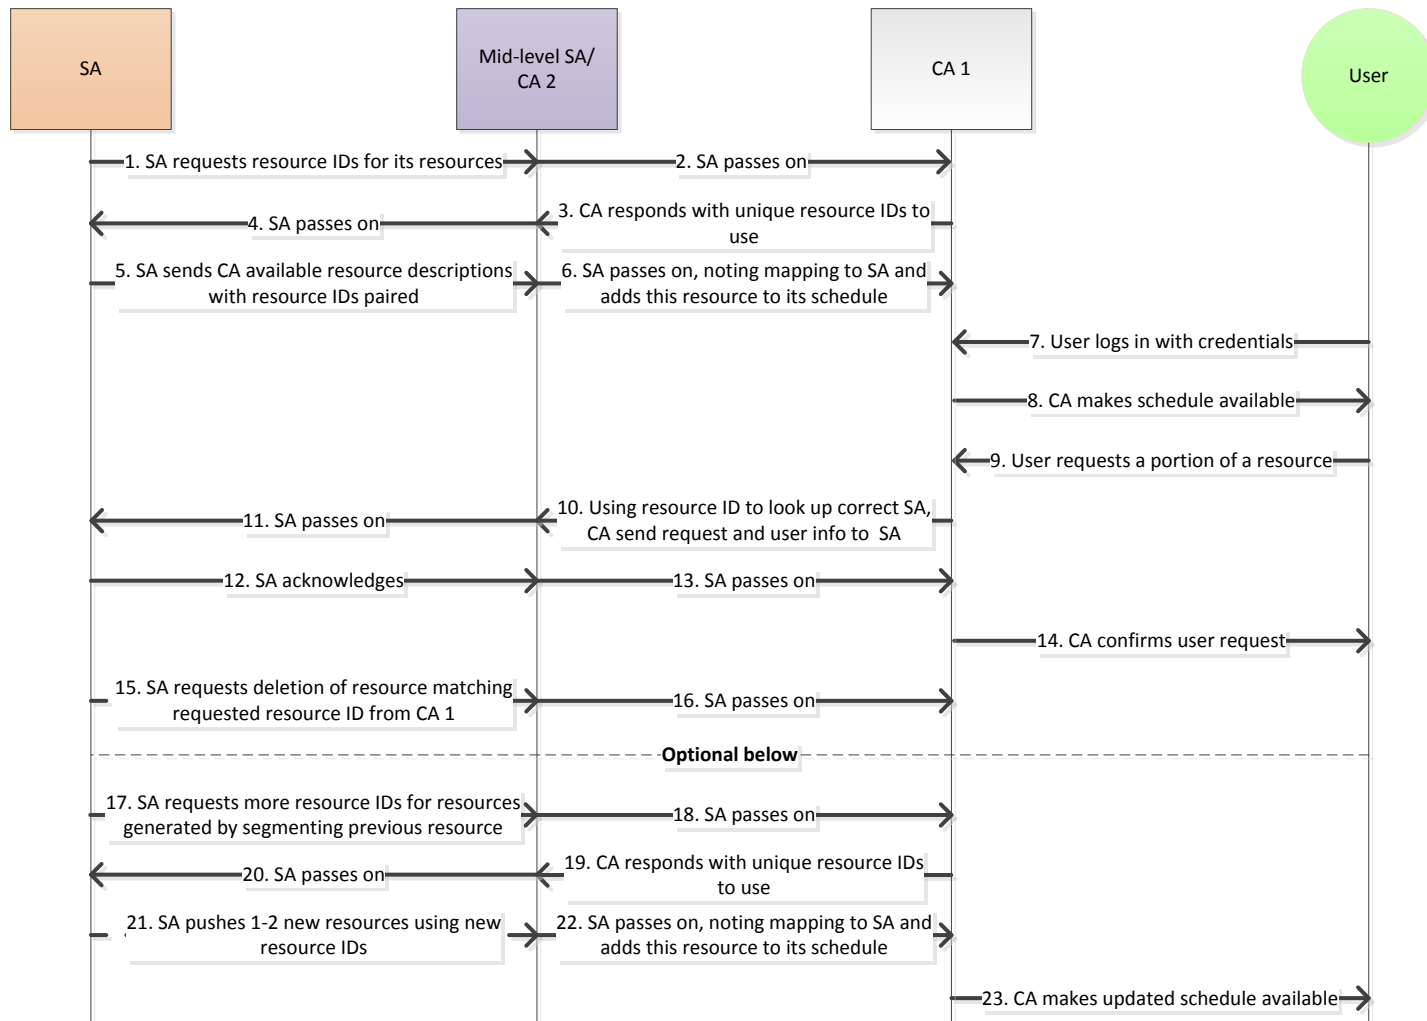 SA
Mid-level SA/
CA 2
CA 1
User
1. SA requests resource IDs for its resources
2. SA passes on
3. CA responds with unique resource IDs to
use
4. SA passes on
5. SA sends CA available resource descriptions
with resource IDs paired
6. SA passes on, noting mapping to SA and
adds this resource to its schedule
7. User logs in with credentials
8. CA makes schedule available
9. User requests a portion of a resource
10. Using resource ID to look up correct SA,
CA send request and user info to  SA
11. SA passes on
12. SA acknowledges
13. SA passes on
14. CA confirms user request
15. SA requests deletion of resource matching
requested resource ID from CA 1
16. SA passes on
Optional below
17. SA requests more resource IDs for resources
generated by segmenting previous resource
18. SA passes on
19. CA responds with unique resource IDs
to use
20. SA passes on
21. SA pushes 1-2 new resources using new
resource IDs
22. SA passes on, noting mapping to SA and
adds this resource to its schedule
23. CA makes updated schedule available